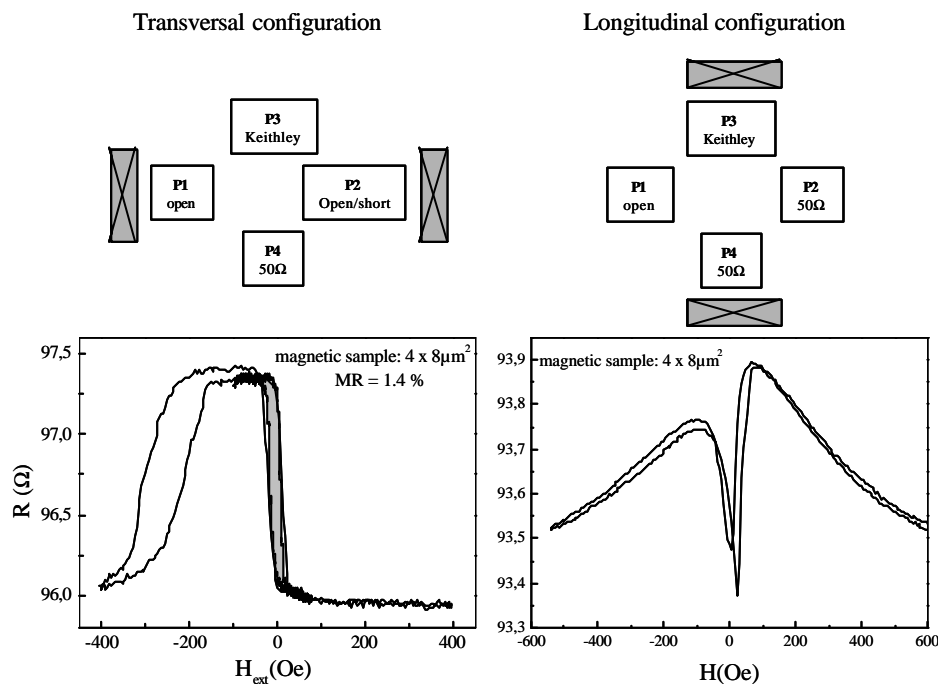 Transversal configuration
Longitudinal configuration
P3
Keithley
P1
open
P2
Open/short
P4
50Ω
P3
Keithley
P1
open
P2
50Ω
P4
50Ω
97.5
97.0
96.5
96.0
R (Ω)
magnetic sample: 4 x 8µm²
MR = 1.4 %
-400
-200
0
200
400
H_ext(Oe)
93,9
93,8
93,7
93,6
93,5
93,4
93,3
magnetic sample: 4 x 8µm²
-600
-400
-200
0
200
400
600
H(Oe)